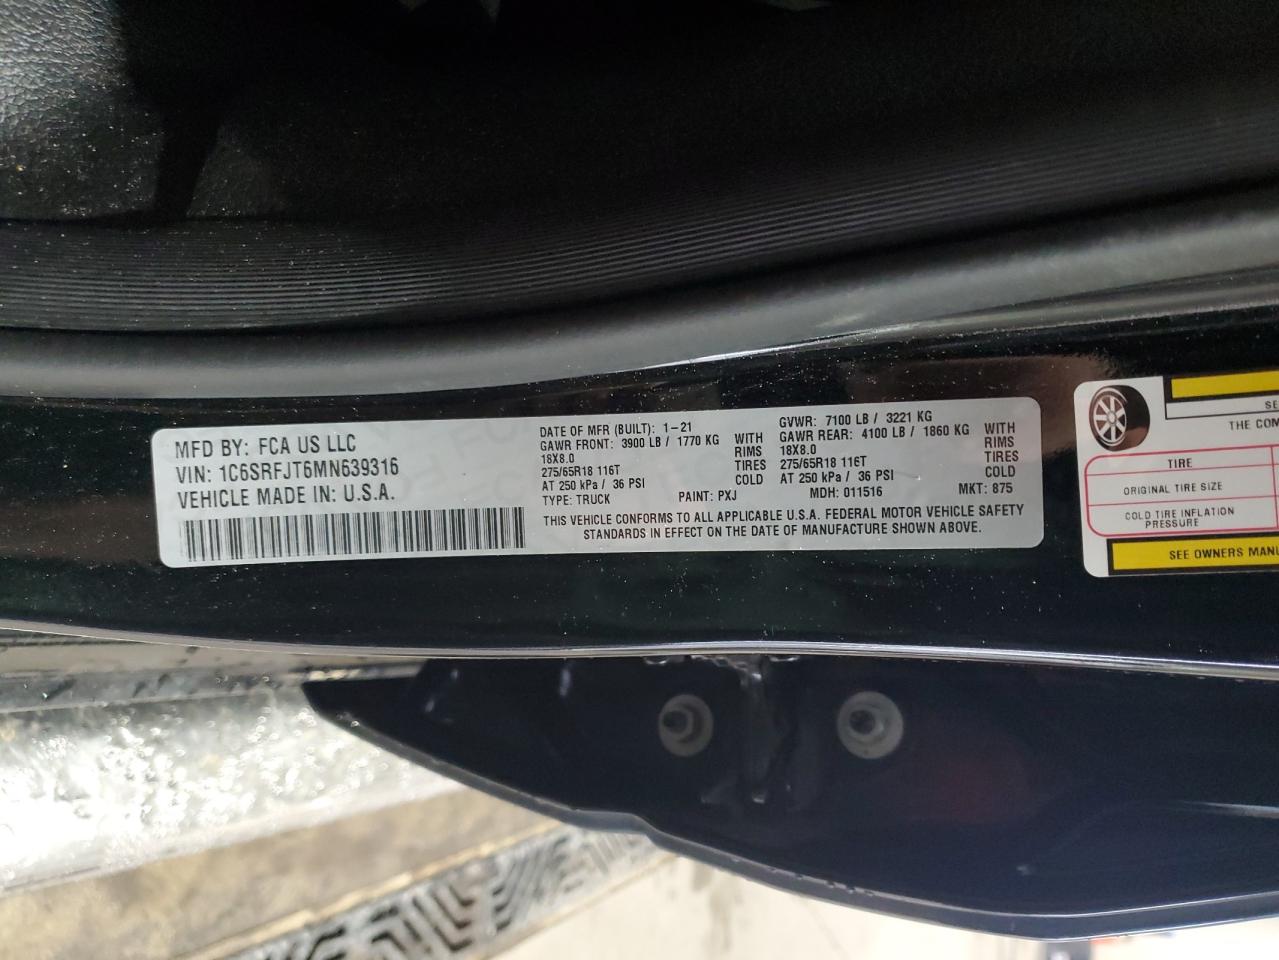 MFD BY: FCA US LLC
VIN: 1C6SRFJT6MN639316
VEHICLE MADE IN: U.S.A.
DATE OF MFR (BUILT): 1-21
GAWR FRONT: 3900 LB / 1770 KG WITH
18X8.0 RIMS
275/65R18 116T TIRES
AT 250 kPa / 36 PSI COLD
TYPE: TRUCK PAINT: PXJ
GVWR: 7100 LB / 3221 KG
GAWR REAR: 4100 LB / 1860 KG WITH
18X8.0 RIMS
275/65R18 116T TIRES
AT 250 kPa / 36 PSI COLD
MDH: 011516 MKT: 875
THIS VEHICLE CONFORMS TO ALL APPLICABLE U.S.A. FEDERAL MOTOR VEHICLE SAFETY
STANDARDS IN EFFECT ON THE DATE OF MANUFACTURE SHOWN ABOVE.
THE
TIRE
ORIGINAL TIRE SIZE
COLD TIRE INFLATION
PRESSURE
SEE OWNERS